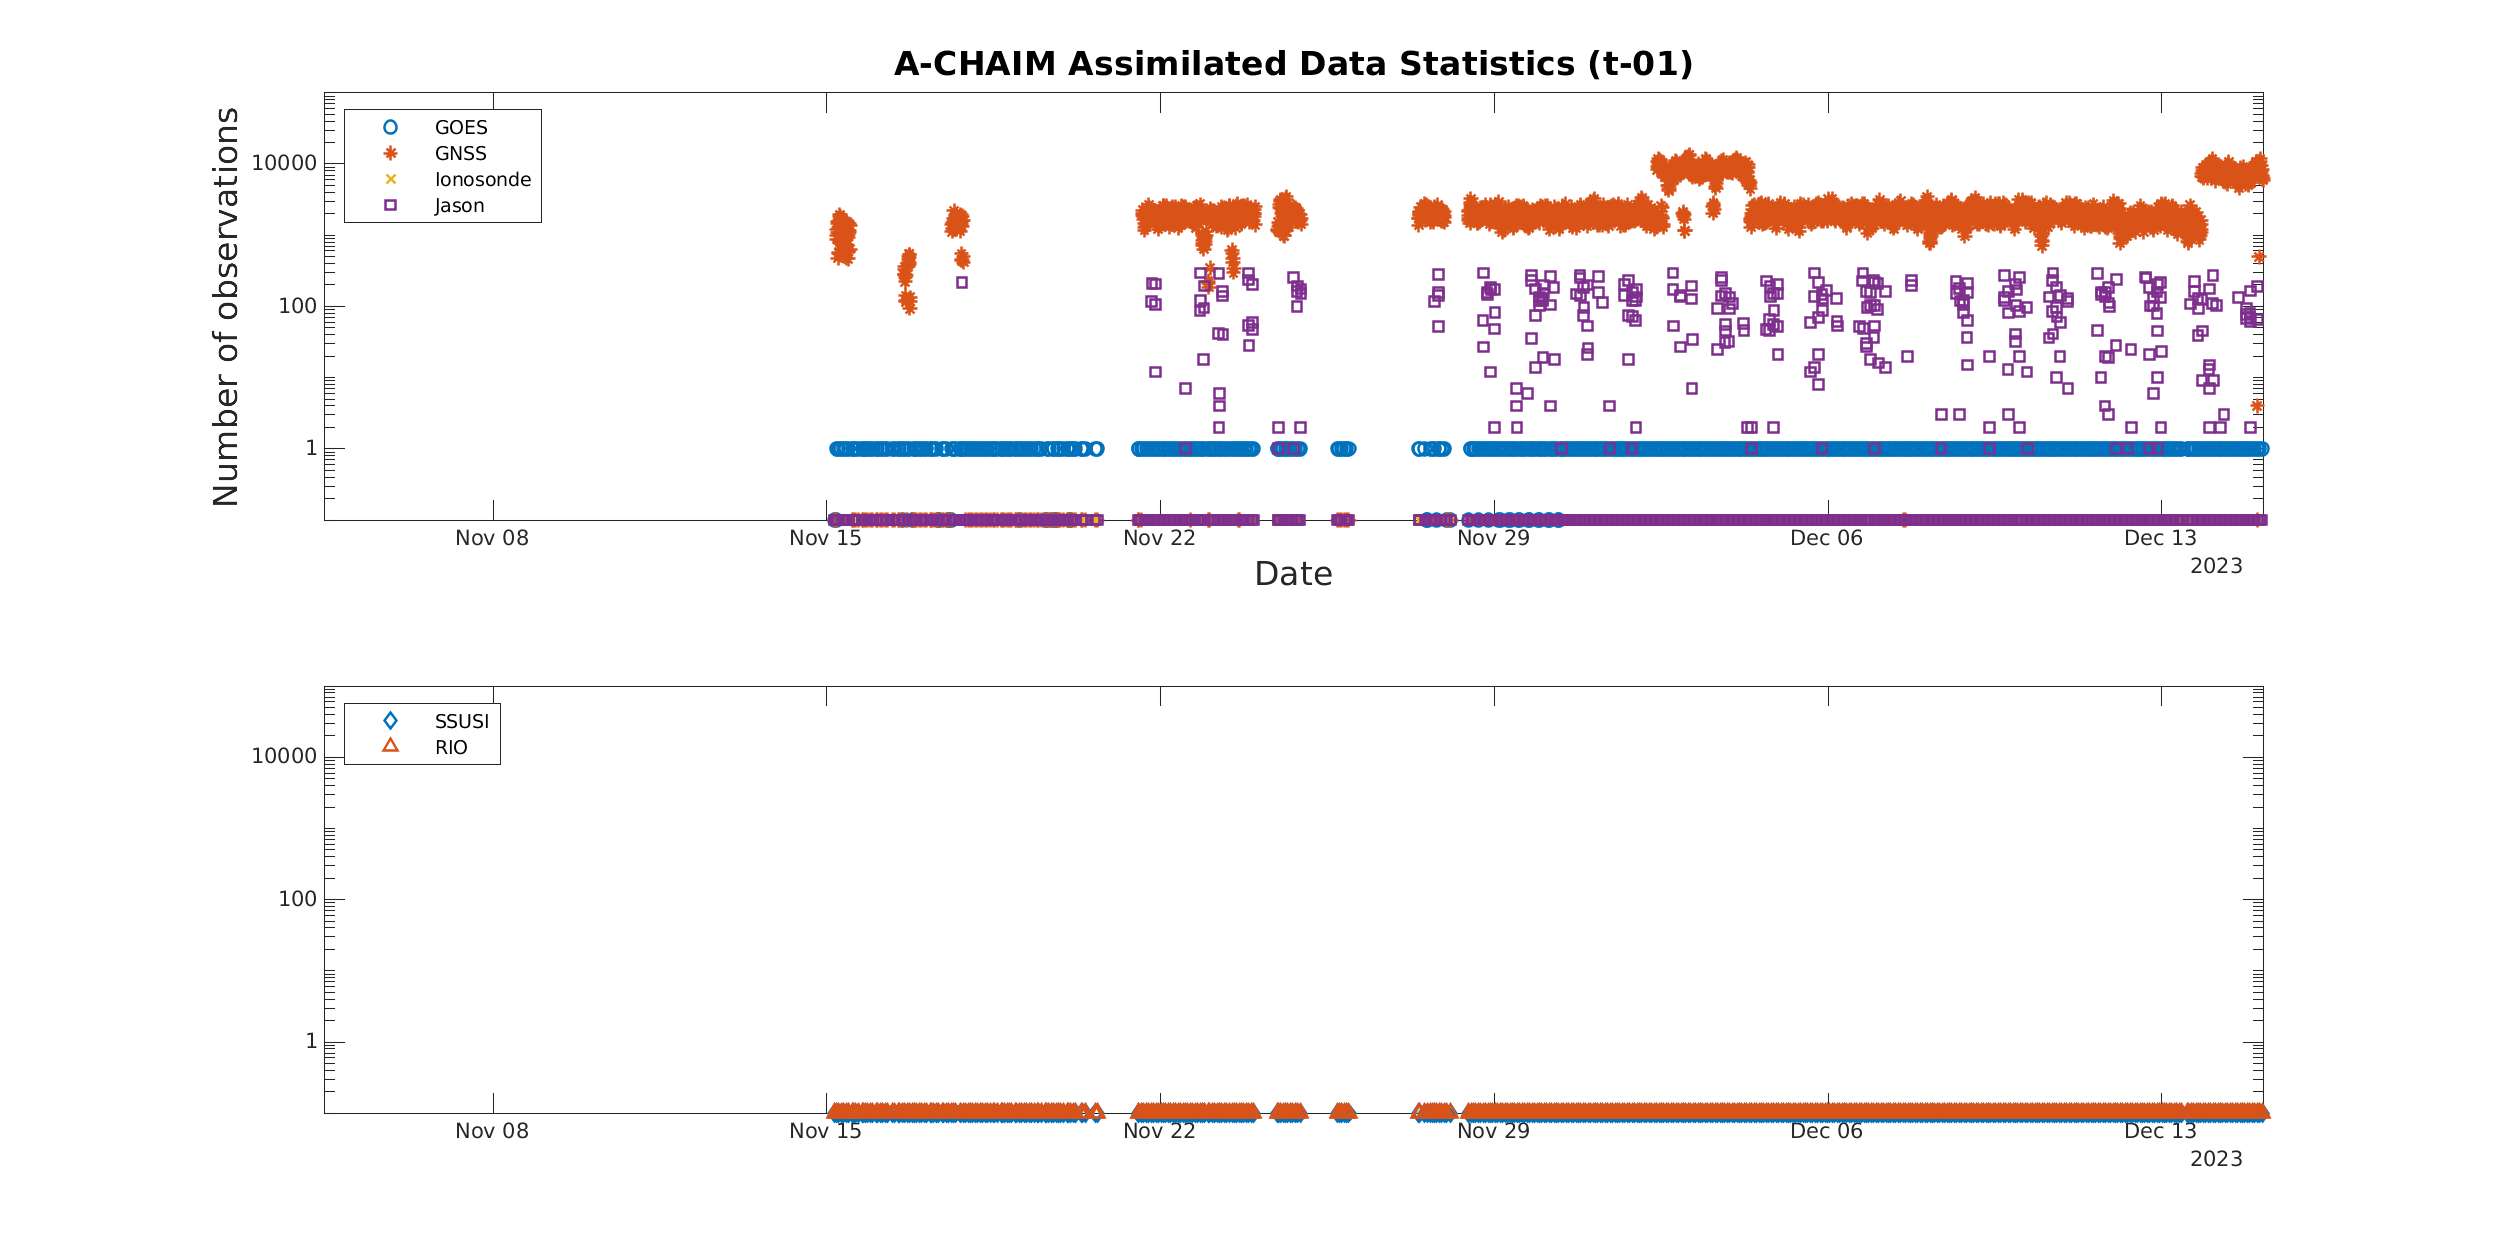 A-CHAIM Assimilated Data Statistics (t-01)
Number of observations
10000
100
1
GOES
GNSS
Ionosonde
Jason
Nov 08
Nov 15
Nov 22
Nov 29
Dec 06
Dec 13
2023
Date
10000
100
1
SSUSI
RIO
Nov 08
Nov 15
Nov 22
Nov 29
Dec 06
Dec 13
2023